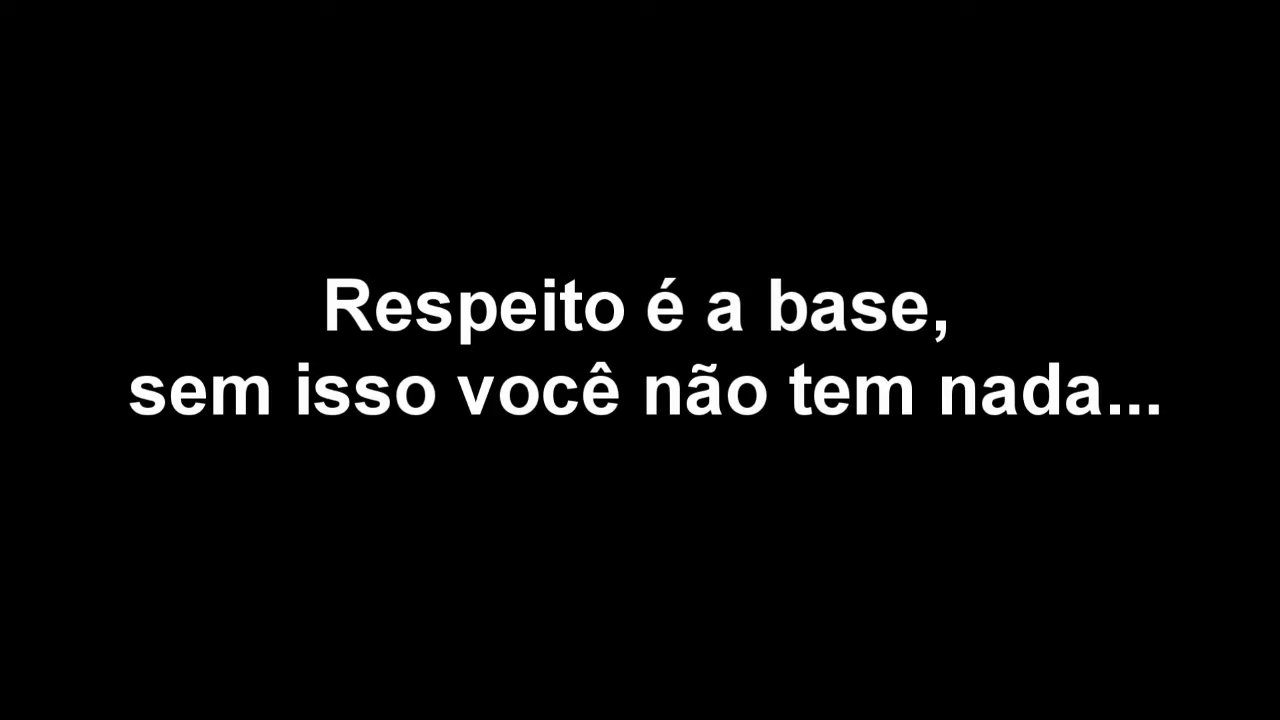 Respeito é a base,
sem isso você não tem nada...